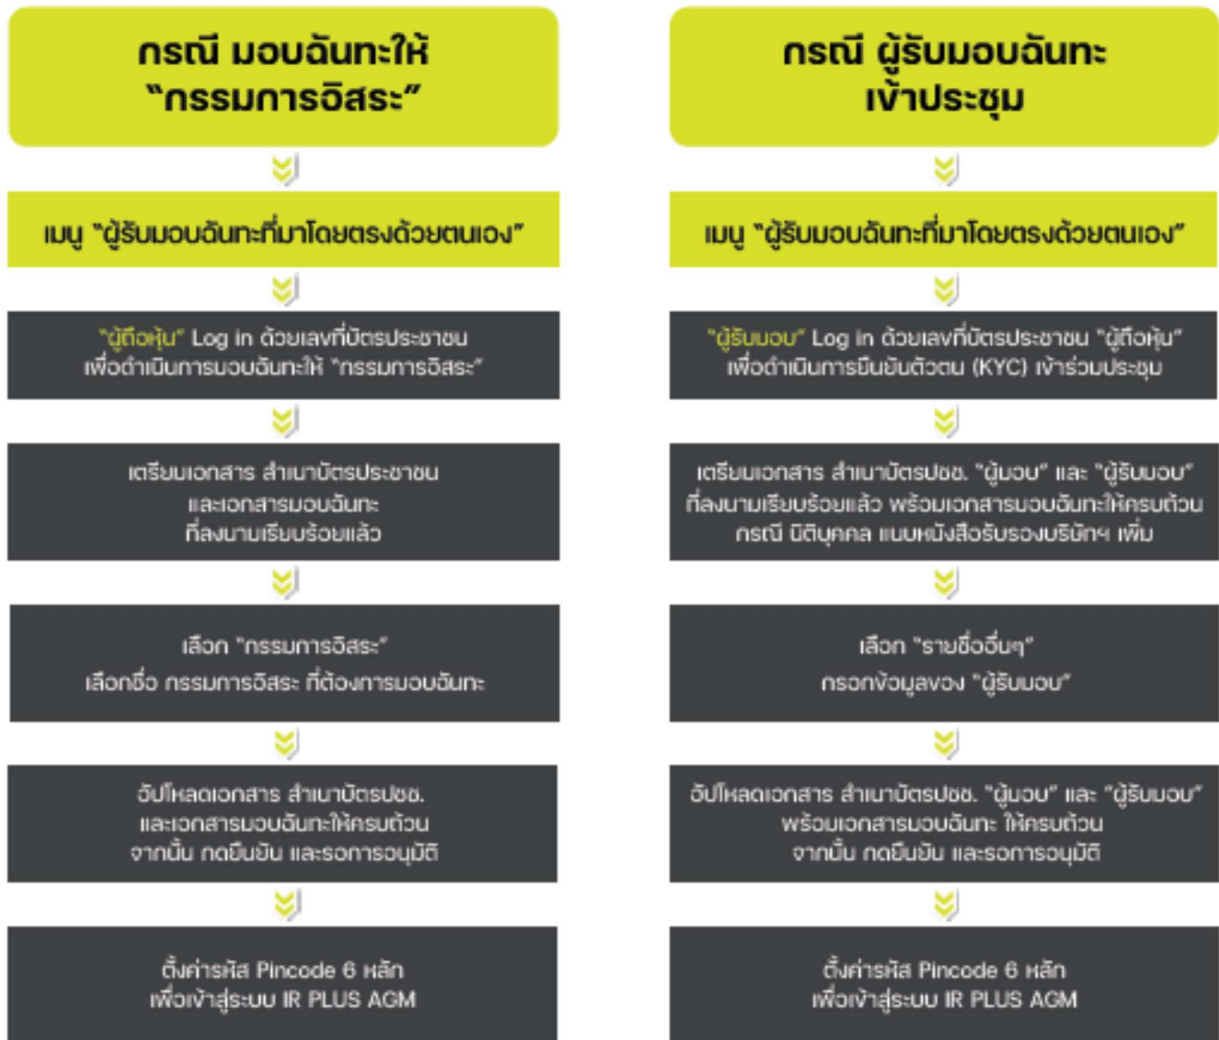 กรณี มอบฉันทะให้
"กรรมการอิสระ"
เมนู "ผู้รับมอบฉันทะที่มาโดยตรงด้วยตนเอง"
"ผู้ถือหุ้น" Log in ด้วยเลขที่บัตรประชาชน
เพื่อดำเนินการมอบฉันทะให้ "กรรมการอิสระ"
เตรียมเอกสาร สำเนาบัตรประชาชน
และเอกสารมอบฉันทะ
ที่ลงนามเรียบร้อยแล้ว
เลือก "กรรมการอิสระ"
เลือกชื่อ กรรมการอิสระ ที่ต้องการมอบฉันทะ
อัปโหลดเอกสาร สำเนาบัตรปชช.
และเอกสารมอบฉันทะให้ครบถ้วน
จากนั้น กดยืนยัน และรอการอนุมัติ
ตั้งค่ารหัส Pincode 6 หลัก
เพื่อเข้าสู่ระบบ IR PLUS AGM
กรณี ผู้รับมอบฉันทะ
เข้าประชุม
เมนู "ผู้รับมอบฉันทะที่มาโดยตรงด้วยตนเอง"
"ผู้รับมอบ" Log in ด้วยเลขที่บัตรประชาชน "ผู้ถือหุ้น"
เพื่อดำเนินการยืนยันตัวตน (KYC) เข้าร่วมประชุม
เตรียมเอกสาร สำเนาบัตรปชช. "ผู้มอบ" และ "ผู้รับมอบ"
ที่ลงนามเรียบร้อยแล้ว พร้อมเอกสารมอบฉันทะให้ครบถ้วน
กรณี นิติบุคคล แนบหนังสือรับรองบริษัทฯ เพิ่ม
เลือก "รายชื่ออื่นๆ"
กรอกข้อมูลของ "ผู้รับมอบ"
อัปโหลดเอกสาร สำเนาบัตรปชช. "ผู้มอบ" และ "ผู้รับมอบ"
พร้อมเอกสารมอบฉันทะ ให้ครบถ้วน
จากนั้น กดยืนยัน และรอการอนุมัติ
ตั้งค่ารหัส Pincode 6 หลัก
เพื่อเข้าสู่ระบบ IR PLUS AGM